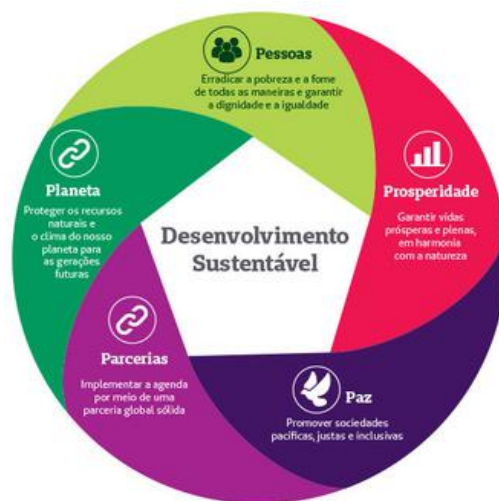 Pessoas
Erradicar a pobreza e a fome
de todas as maneiras e garantir
a dignidade e a igualdade
Prosperidade
Garantir vidas
prósperas e plenas,
em harmonia
com a natureza
Paz
Promover sociedades
pacíficas, justas e inclusivas
Parcerias
Implementar a agenda
por meio de uma
parceria global sólida
Planeta
Proteger os recursos
naturais e
o clima do nosso
planeta para
as gerações
futuras
Desenvolvimento
Sustentável